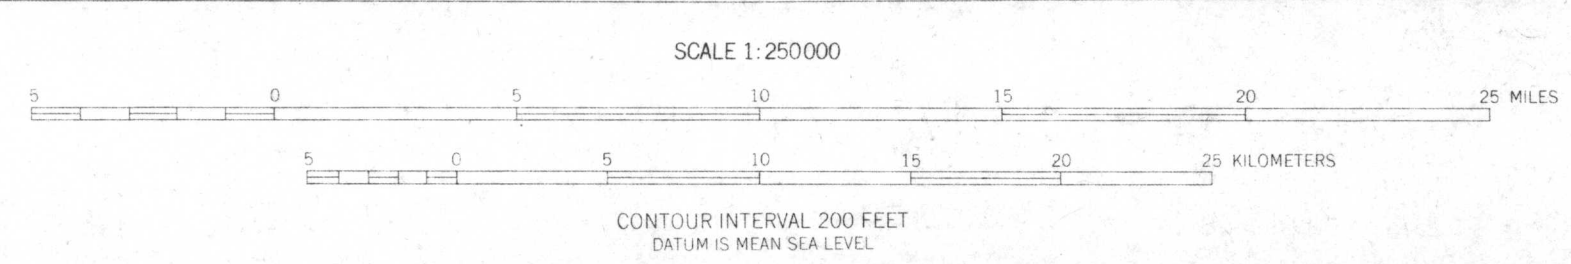 SCALE 1:250000
5 0 5 10 15 20 25 MILES
5 0 5 10 15 20 25 KILOMETERS
CONTOUR INTERVAL 200 FEET
DATUM IS MEAN SEA LEVEL